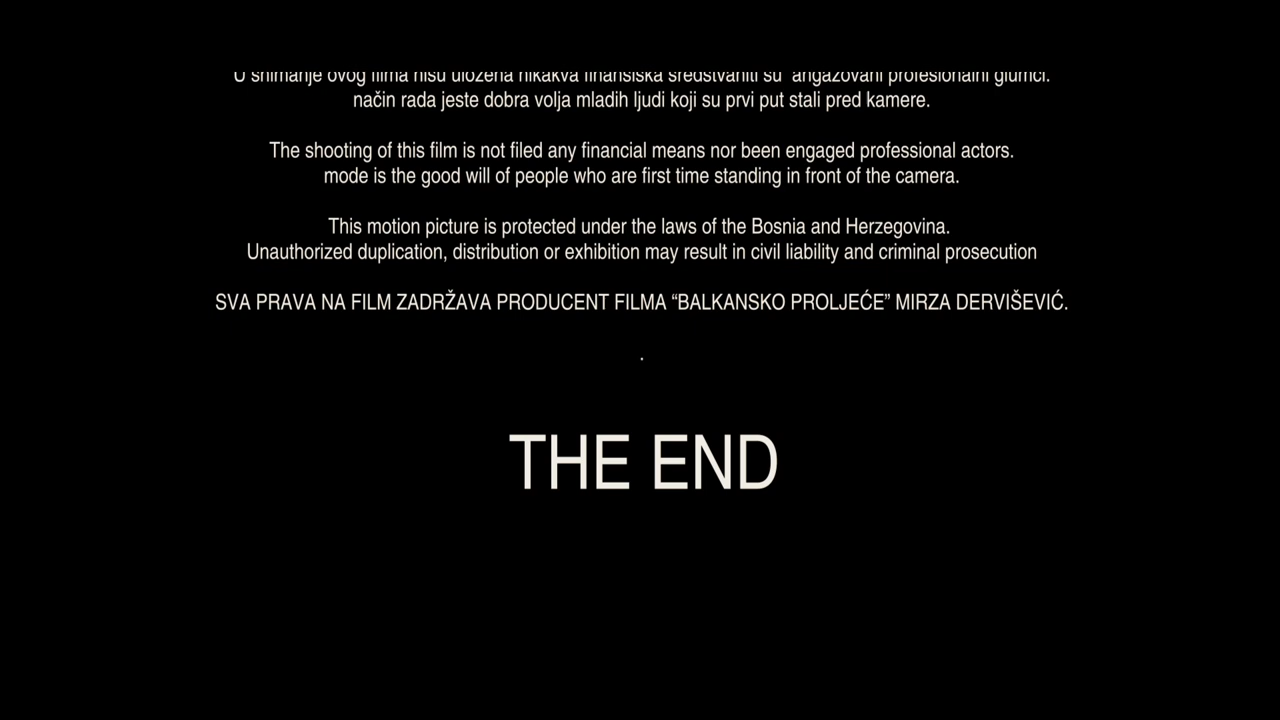 U snimanje ovog filma nisu uložena nikakva finansiska sredstvaniti su angažovani profesionalni glumci.
način rada jeste dobra volja mladih ljudi koji su prvi put stali pred kamere.
The shooting of this film is not filed any financial means nor been engaged professional actors.
mode is the good will of people who are first time standing in front of the camera.
This motion picture is protected under the laws of the Bosnia and Herzegovina.
Unauthorized duplication, distribution or exhibition may result in civil liability and criminal prosecution
SVA PRAVA NA FILM ZADRŽAVA PRODUCENT FILMA “BALKANSKO PROLJEĆE” MIRZA DERVIŠEVIĆ.
.
THE END